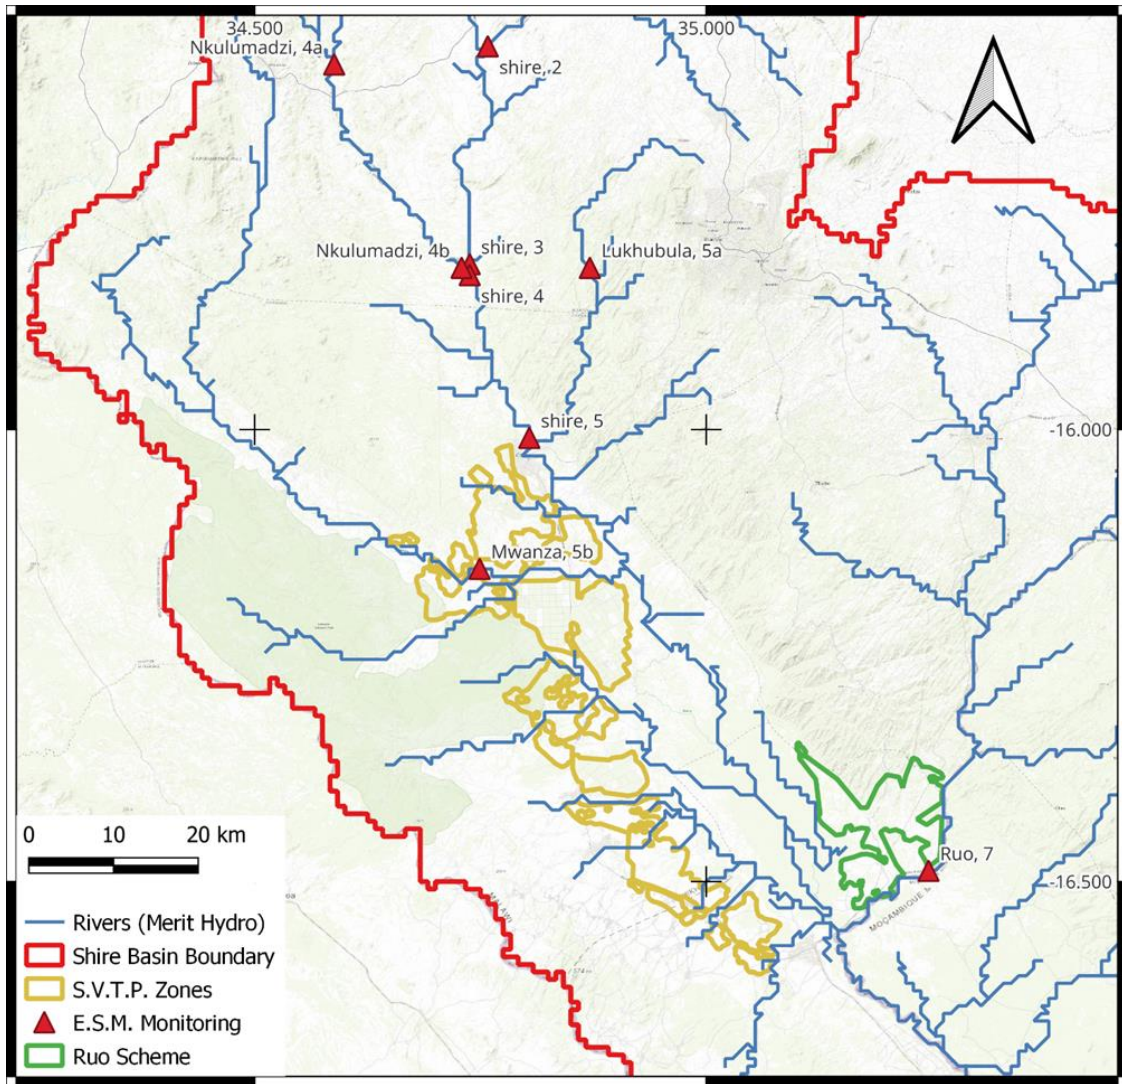 34.500
35.000
Nkulumadzi, 4a
shire, 2
Nkulumadzi, 4b
shire, 3
Lukhubula, 5a
shire, 4
shire, 5
-16.000
Mwanza, 5b
Ruo, 7
-16.500
MOÇAMBIQUE
MALAWI
0 10 20 km
Rivers (Merit Hydro)
Shire Basin Boundary
S.V.T.P. Zones
E.S.M. Monitoring
Ruo Scheme